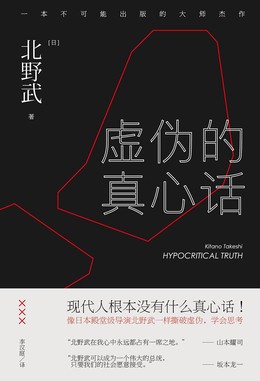 一本不可能出版的大师杰作
[日]
北野武
著
虚伪的
真心话
Kitano Takeshi
HYPOCRITICAL TRUTH
现代人根本没有什么真心话！
像日本殿堂级导演北野武一样撕破虚伪，学会思考
×××
李汉庭/译
“北野武在我心中永远都占有一席之地。”
——山本耀司
“北野武可以成为一个伟大的总统，
只要我们的社会愿意接受。”
——坂本龙一